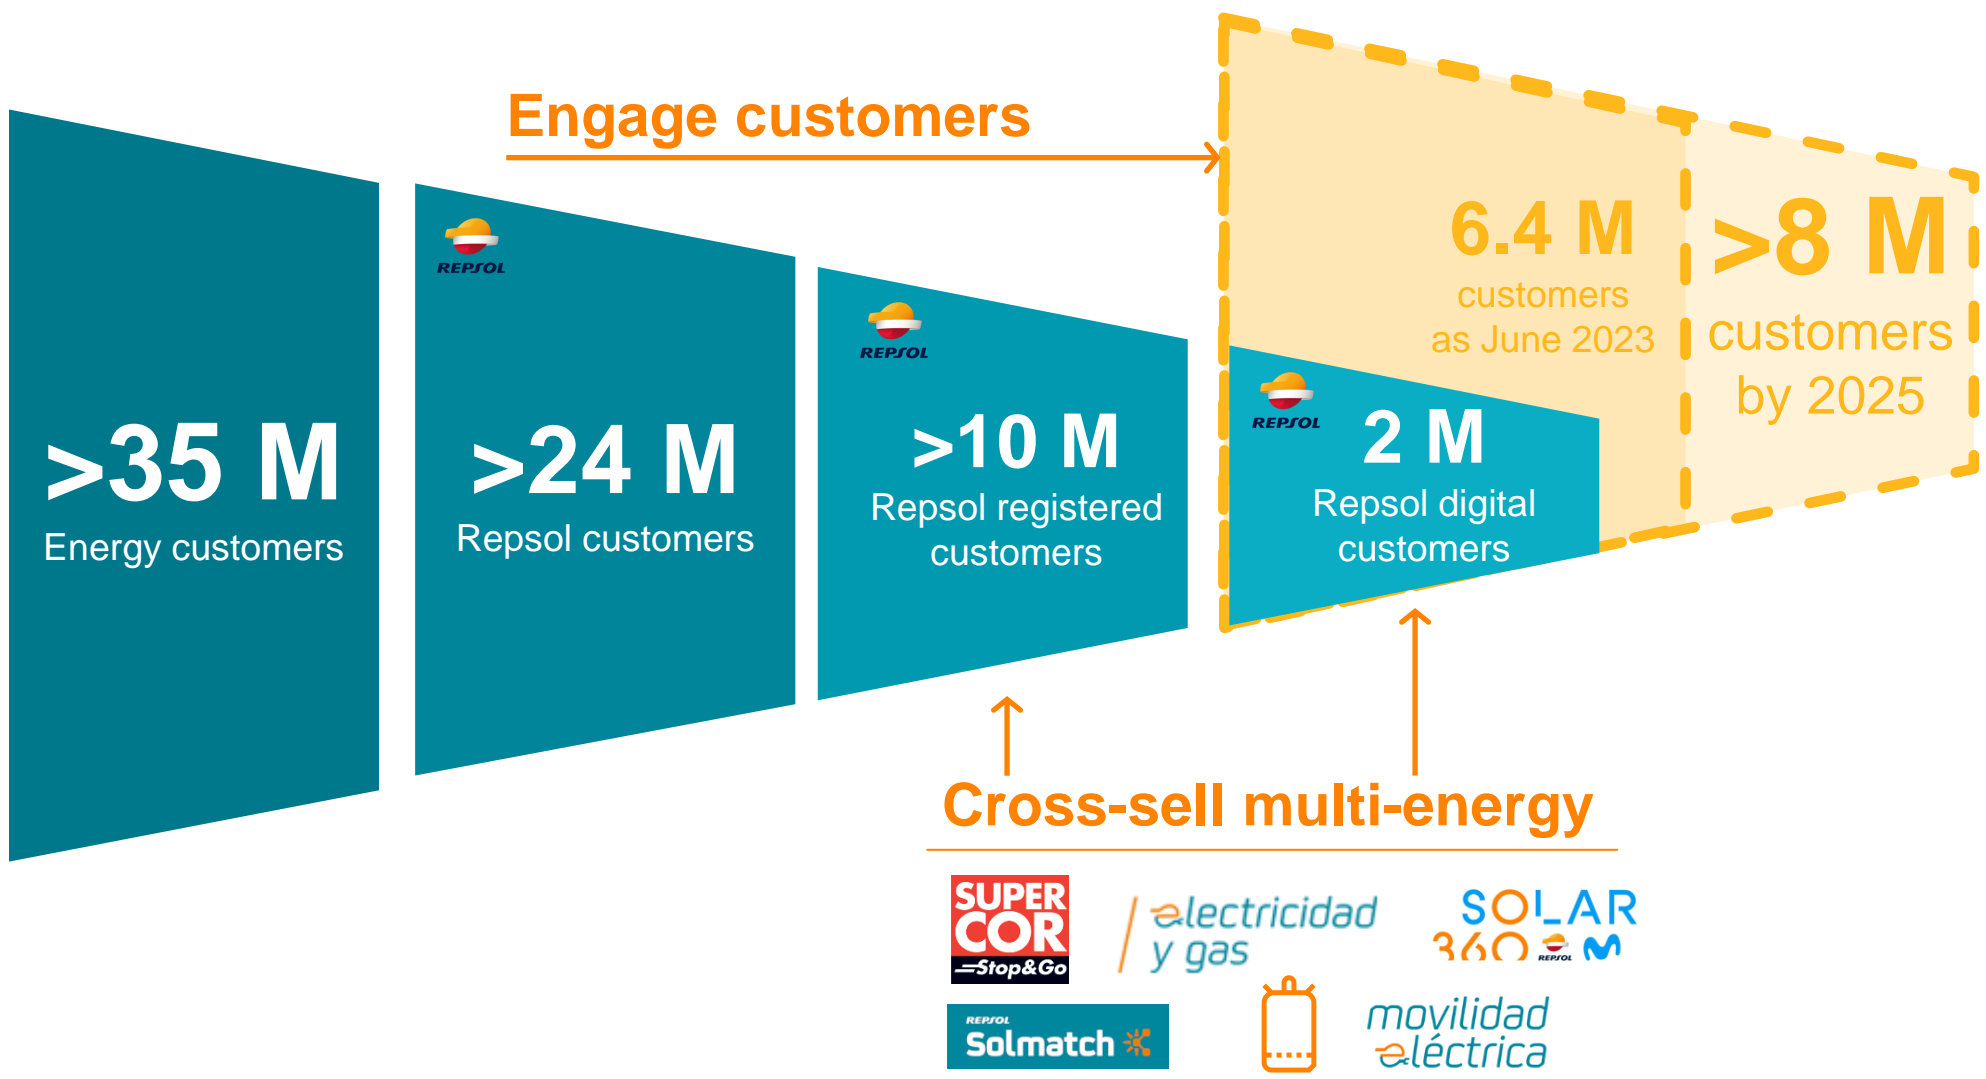 Engage customers
>35 M
Energy customers
REPSOL
>24 M
Repsol customers
REPSOL
>10 M
Repsol registered
customers
REPSOL
2 M
Repsol digital
customers
6.4 M
customers
as June 2023
>8 M
customers
by 2025
Cross-sell multi-energy
SUPER
COR
Stop&Go
electricidad
y gas
SOLAR
360
REPSOL
REPSOL
Solmatch
movilidad
eléctrica